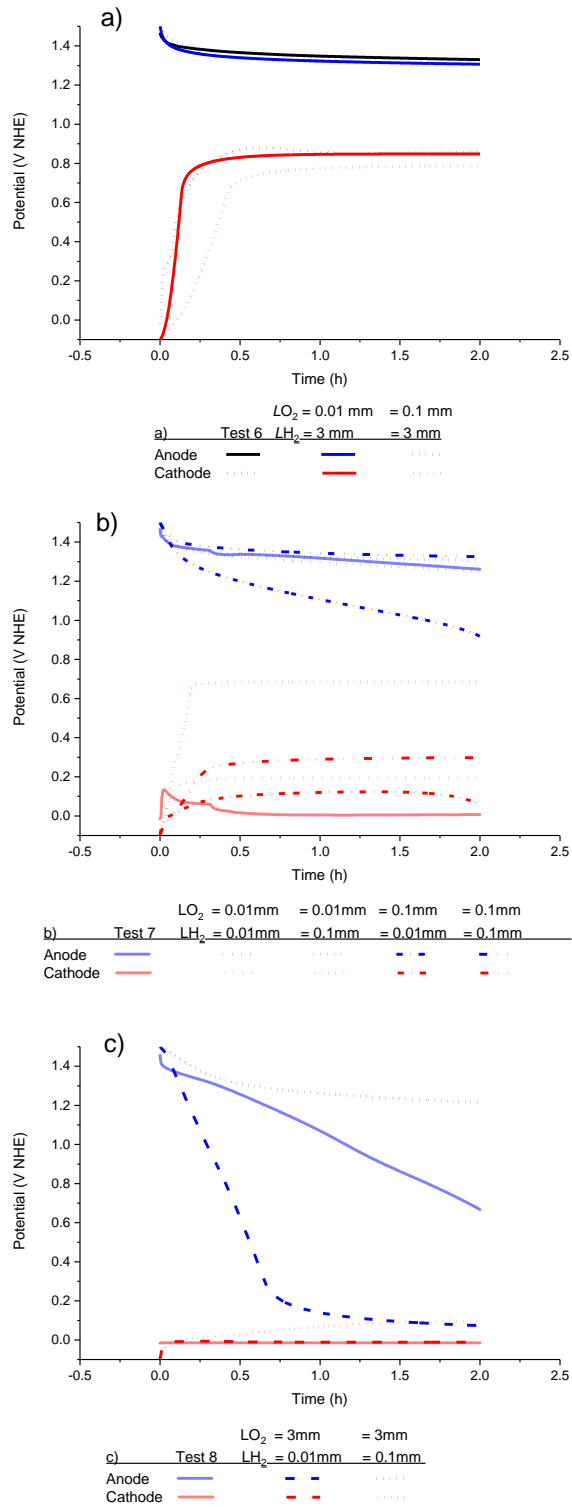 a)
1.4
1.2
1.0
0.8
0.6
0.4
0.2
0.0
Potential (V NHE)
-0.5 0.0 0.5 1.0 1.5 2.0 2.5
Time (h)
LO2 = 0.01 mm = 0.1 mm
a) Test 6 LH2 = 3 mm = 3 mm
Anode
Cathode
b)
1.4
1.2
1.0
0.8
0.6
0.4
0.2
0.0
Potential (V NHE)
-0.5 0.0 0.5 1.0 1.5 2.0 2.5
Time (h)
LO2 = 0.01mm = 0.01mm = 0.1mm = 0.1mm
b) Test 7 LH2 = 0.01mm = 0.1mm = 0.01mm = 0.1mm
Anode
Cathode
c)
1.4
1.2
1.0
0.8
0.6
0.4
0.2
0.0
Potential (V NHE)
-0.5 0.0 0.5 1.0 1.5 2.0 2.5
Time (h)
LO2 = 3mm = 3mm
c) Test 8 LH2 = 0.01mm = 0.1mm
Anode
Cathode